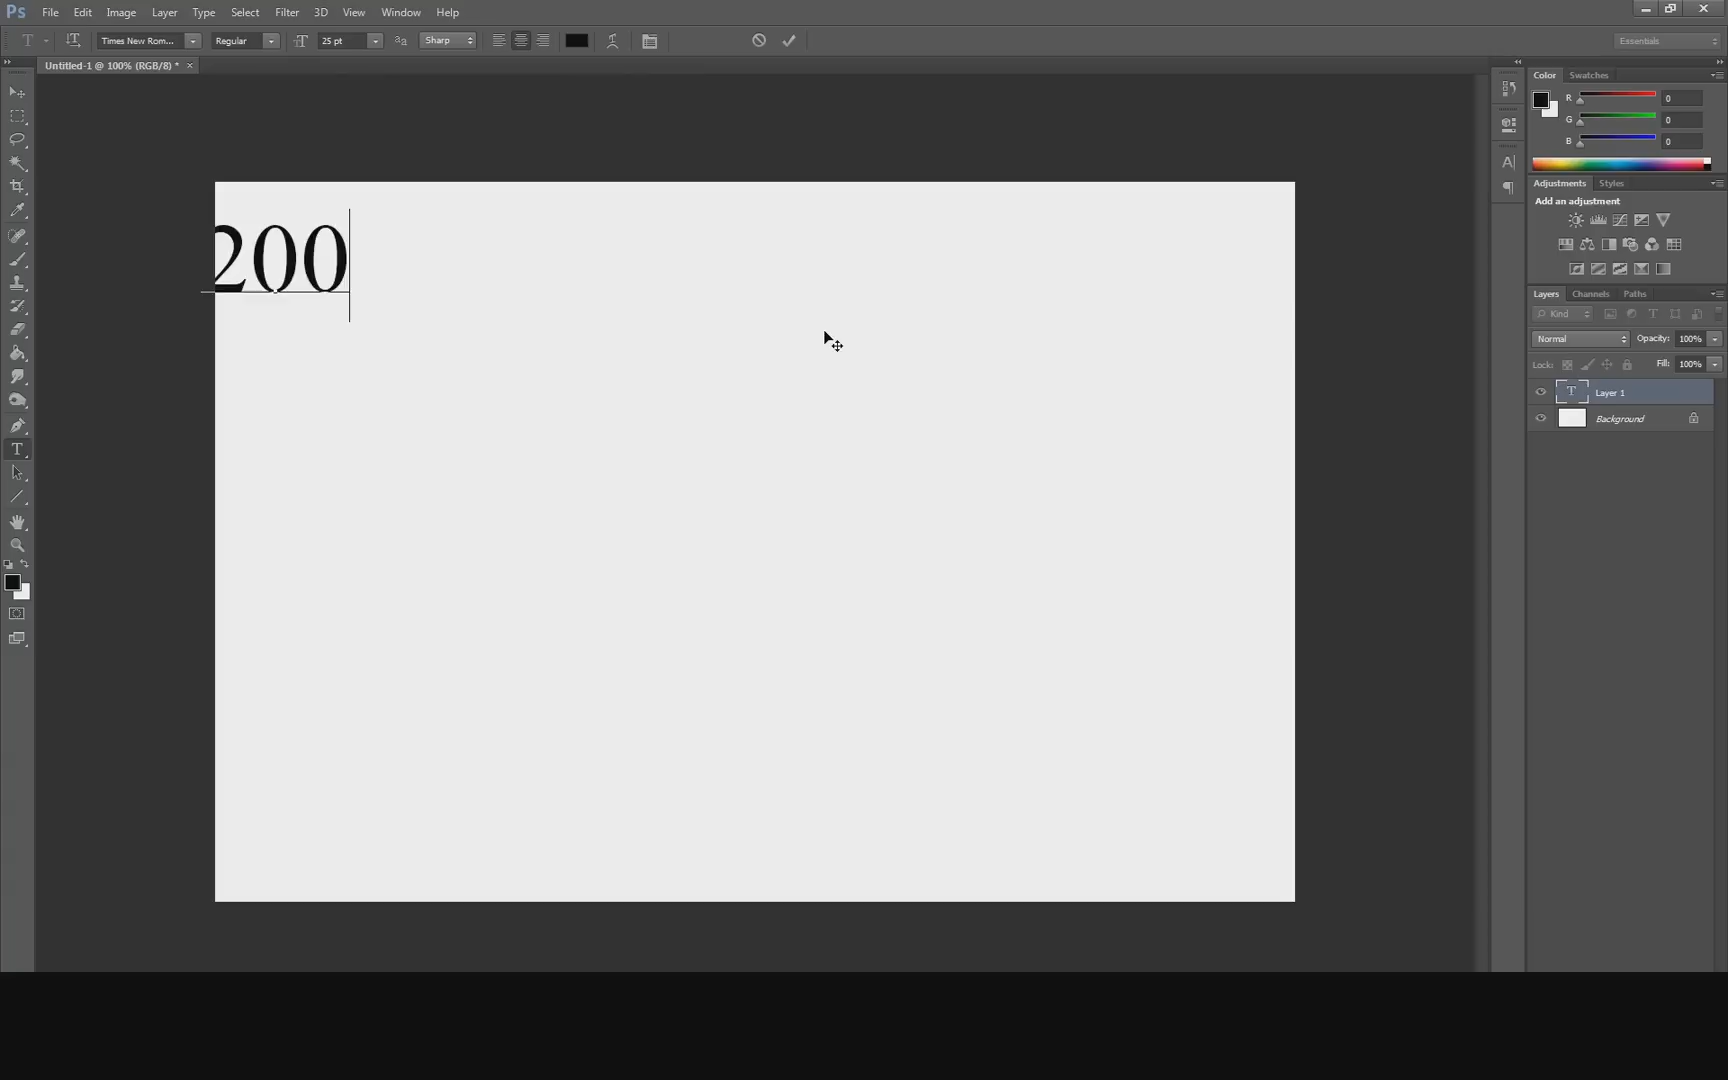 Ps File Edit Image Layer Type Select Filter 3D View Window Help
T Times New Rom... Regular 25 pt Sharp Essentials
Untitled-1 @ 100% (RGB/8) * ×
200
Color Swatches
R 0
G 0
B 0
Adjustments Styles
Add an adjustment
Layers Channels Paths
Kind
Normal Opacity: 100%
Lock: Fill: 100%
T Layer 1
Background